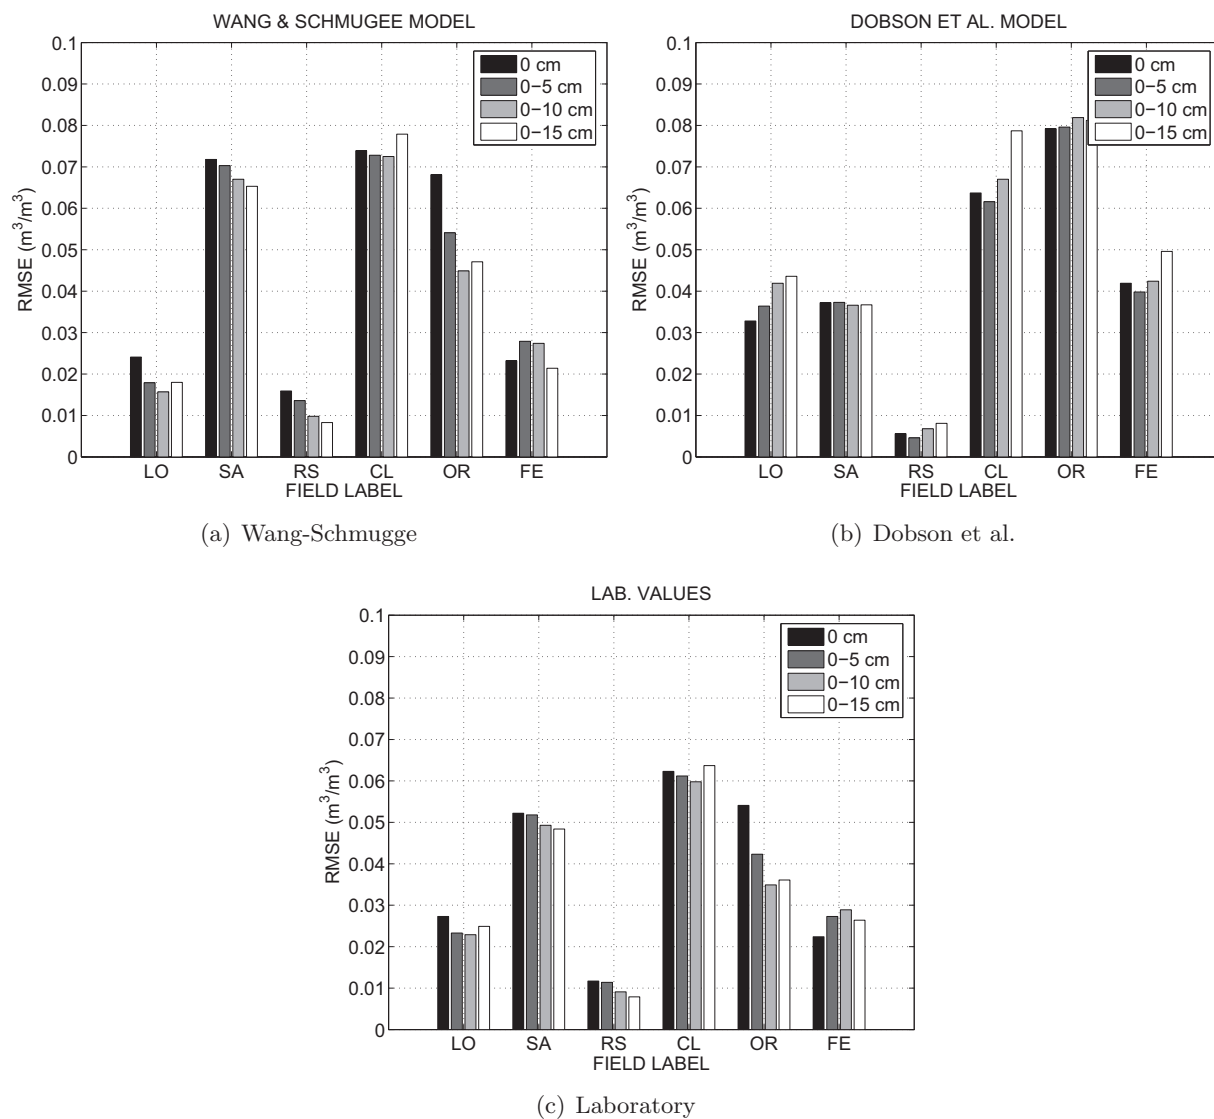 WANG & SCHMUGEE MODEL
0.1
0.09
0.08
0.07
0.06
0.05
0.04
0.03
0.02
0.01
0
RMSE (m³/m³)
0 cm
0−5 cm
0−10 cm
0−15 cm
LO SA RS CL OR FE
FIELD LABEL
(a) Wang-Schmugge
DOBSON ET AL. MODEL
0.1
0.09
0.08
0.07
0.06
0.05
0.04
0.03
0.02
0.01
0
RMSE (m³/m³)
0 cm
0−5 cm
0−10 cm
0−15 cm
LO SA RS CL OR FE
FIELD LABEL
(b) Dobson et al.
LAB. VALUES
0.1
0.09
0.08
0.07
0.06
0.05
0.04
0.03
0.02
0.01
0
RMSE (m³/m³)
0 cm
0−5 cm
0−10 cm
0−15 cm
LO SA RS CL OR FE
FIELD LABEL
(c) Laboratory